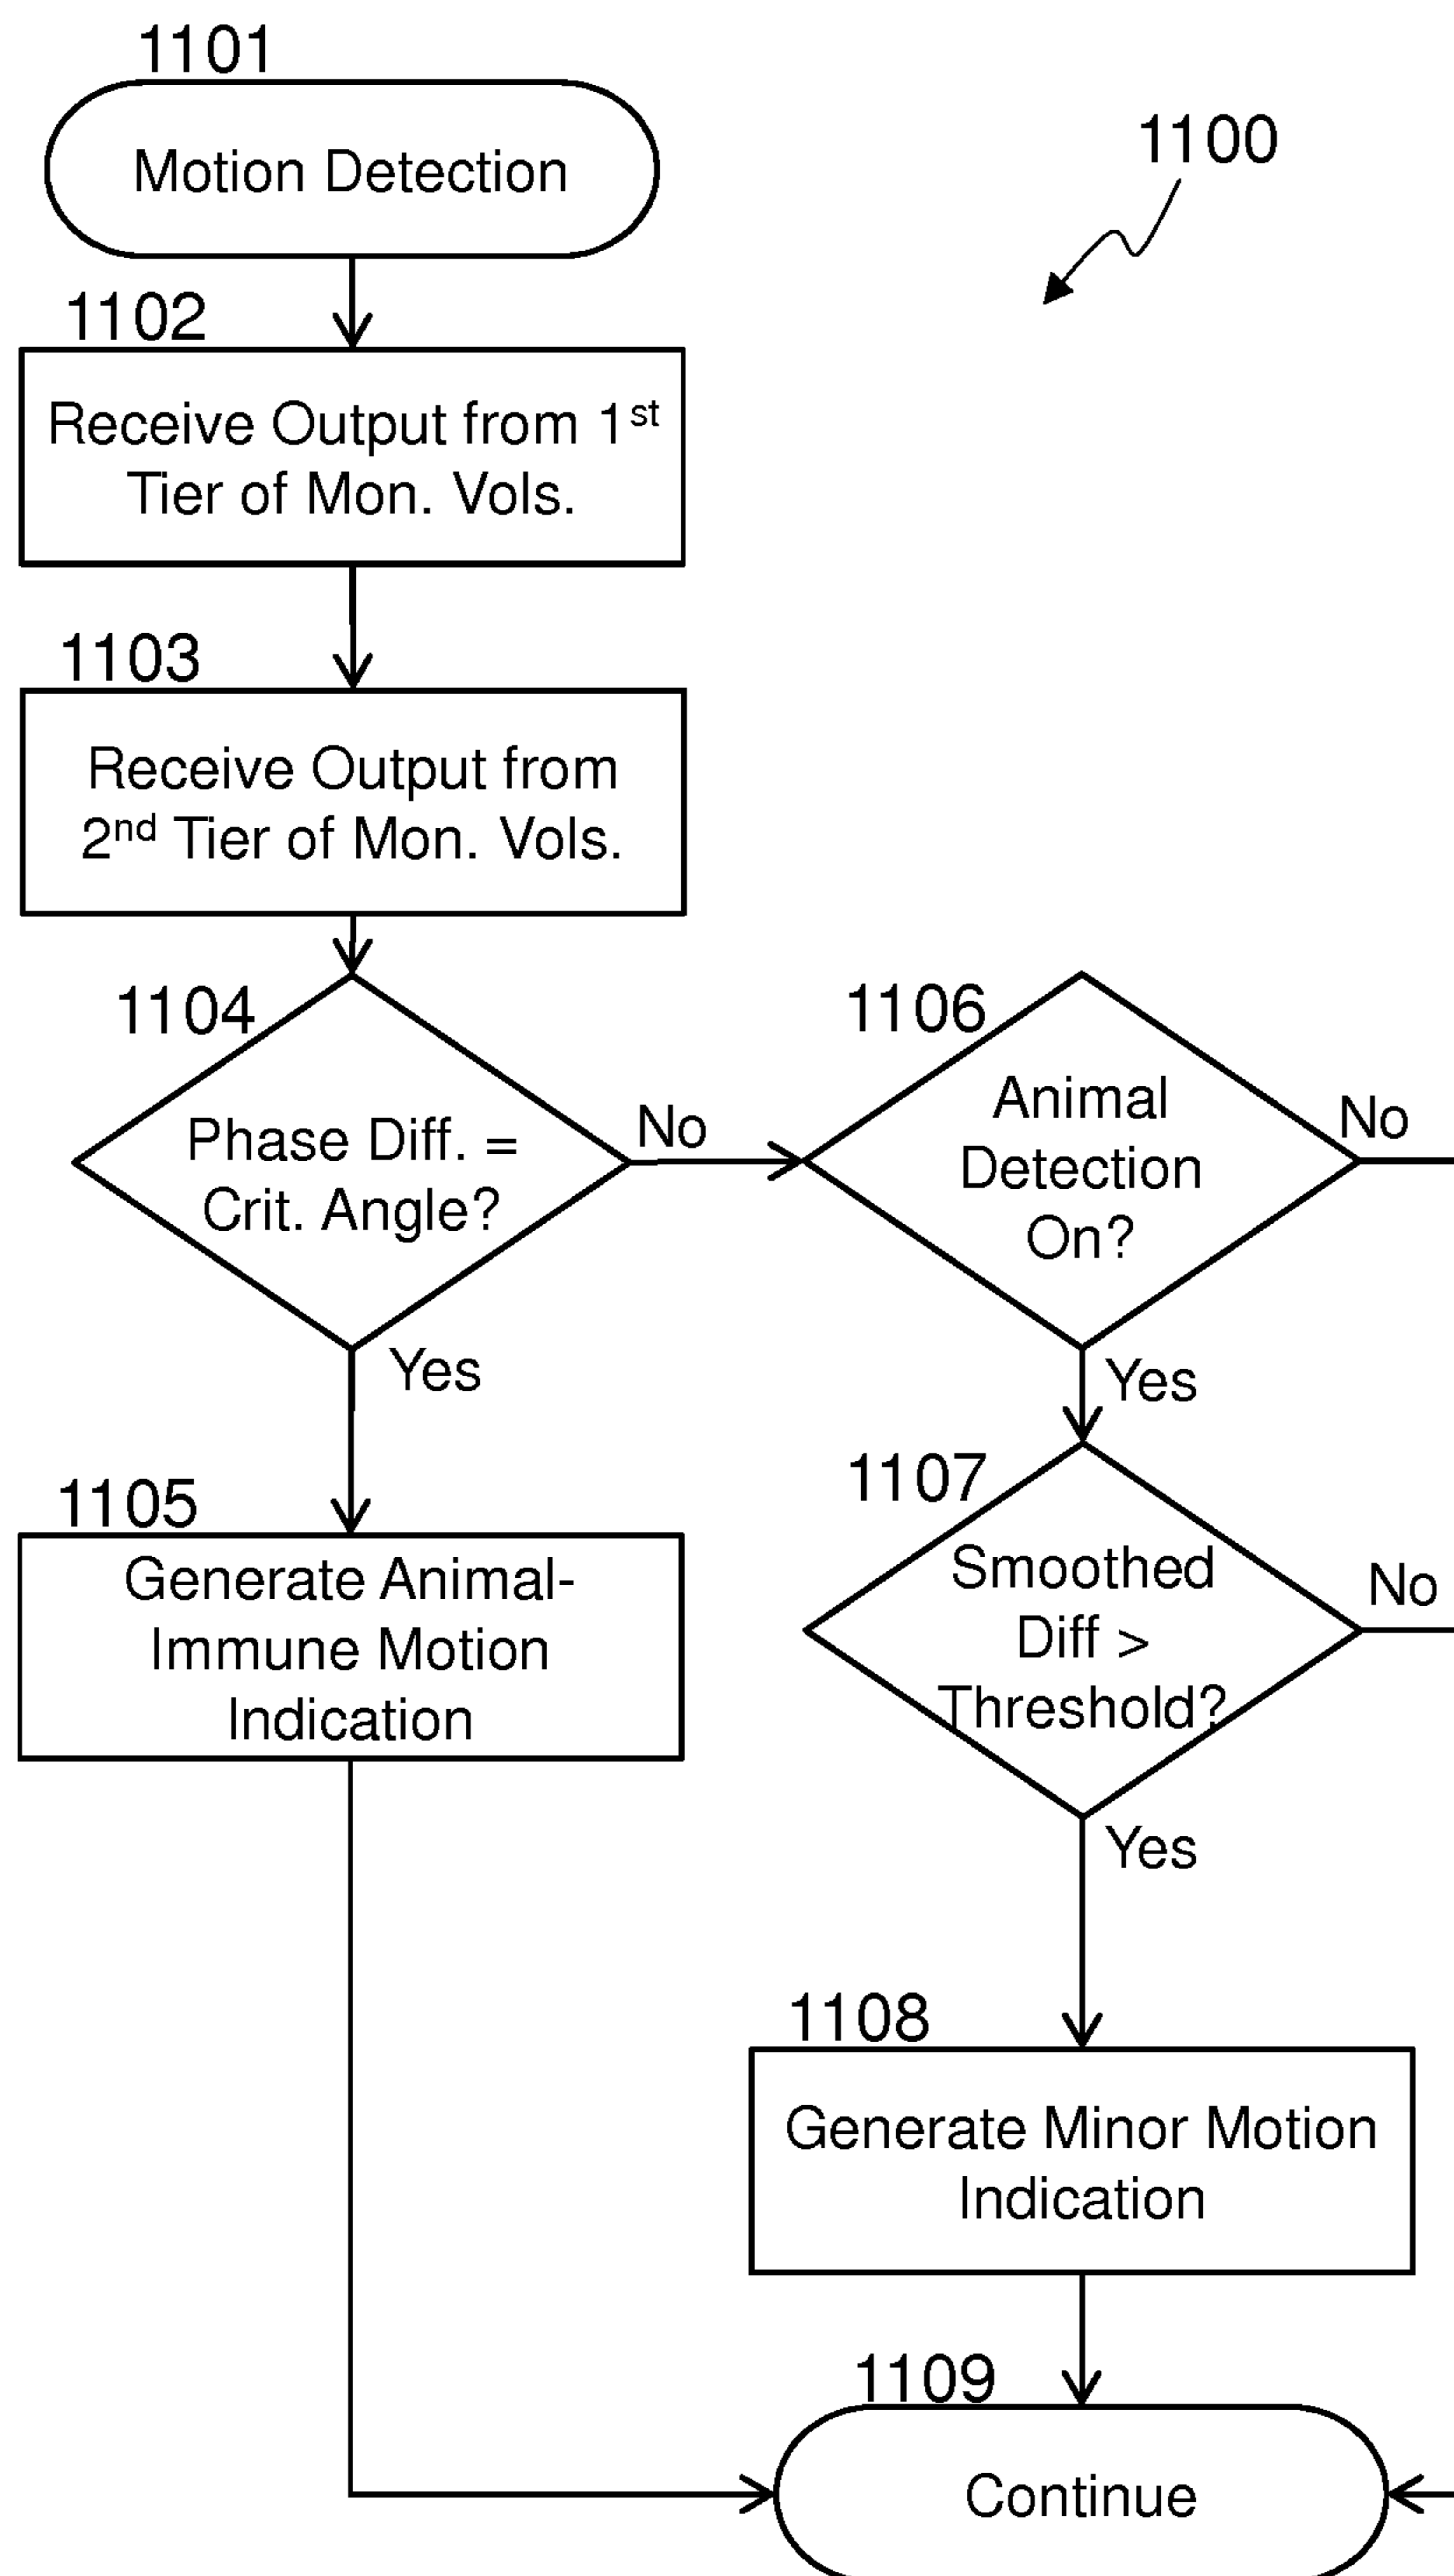 1101
Motion Detection
1100
1102
Receive Output from 1st
Tier of Mon. Vols.
1103
Receive Output from
2nd Tier of Mon. Vols.
1104
Phase Diff. =
Crit. Angle?
No
Yes
1106
Animal
Detection
On?
No
Yes
1105
Generate Animal-
Immune Motion
Indication
1107
Smoothed
Diff >
Threshold?
No
Yes
1108
Generate Minor Motion
Indication
1109
Continue